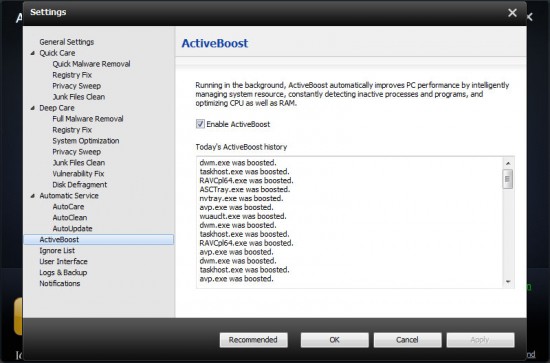 Settings
General Settings
Quick Care
Quick Malware Removal
Registry Fix
Privacy Sweep
Junk Files Clean
Deep Care
Full Malware Removal
Registry Fix
System Optimization
Privacy Sweep
Junk Files Clean
Vulnerability Fix
Disk Defragment
Automatic Service
AutoCare
AutoClean
AutoUpdate
ActiveBoost
Ignore List
User Interface
Logs & Backup
Notifications
ActiveBoost
Running in the background, ActiveBoost automatically improves PC performance by intelligently
managing system resource, constantly detecting inactive processes and programs, and
optimizing CPU as well as RAM.
Enable ActiveBoost
Today's ActiveBoost history
dwm.exe was boosted.
taskhost.exe was boosted.
RAVCpl64.exe was boosted.
ASCTray.exe was boosted.
nvtray.exe was boosted.
avp.exe was boosted.
wuauclt.exe was boosted.
dwm.exe was boosted.
taskhost.exe was boosted.
RAVCpl64.exe was boosted.
avp.exe was boosted.
dwm.exe was boosted.
taskhost.exe was boosted.
avp.exe was boosted.
Recommended
OK
Cancel
Apply